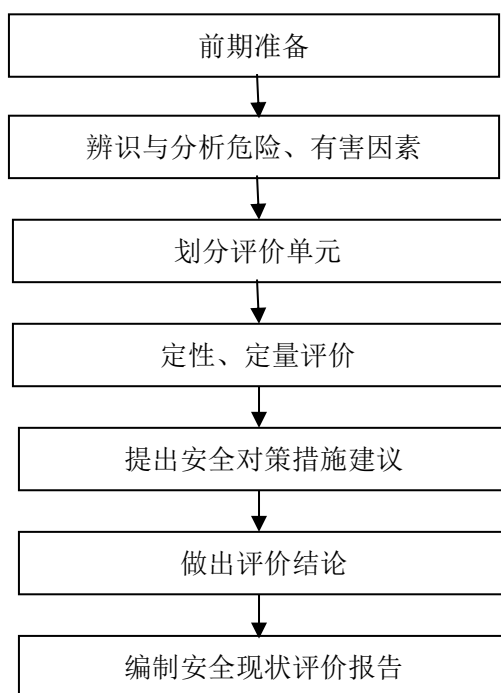 前期准备
辨识与分析危险、有害因素
划分评价单元
定性、定量评价
提出安全对策措施建议
做出评价结论
编制安全现状评价报告